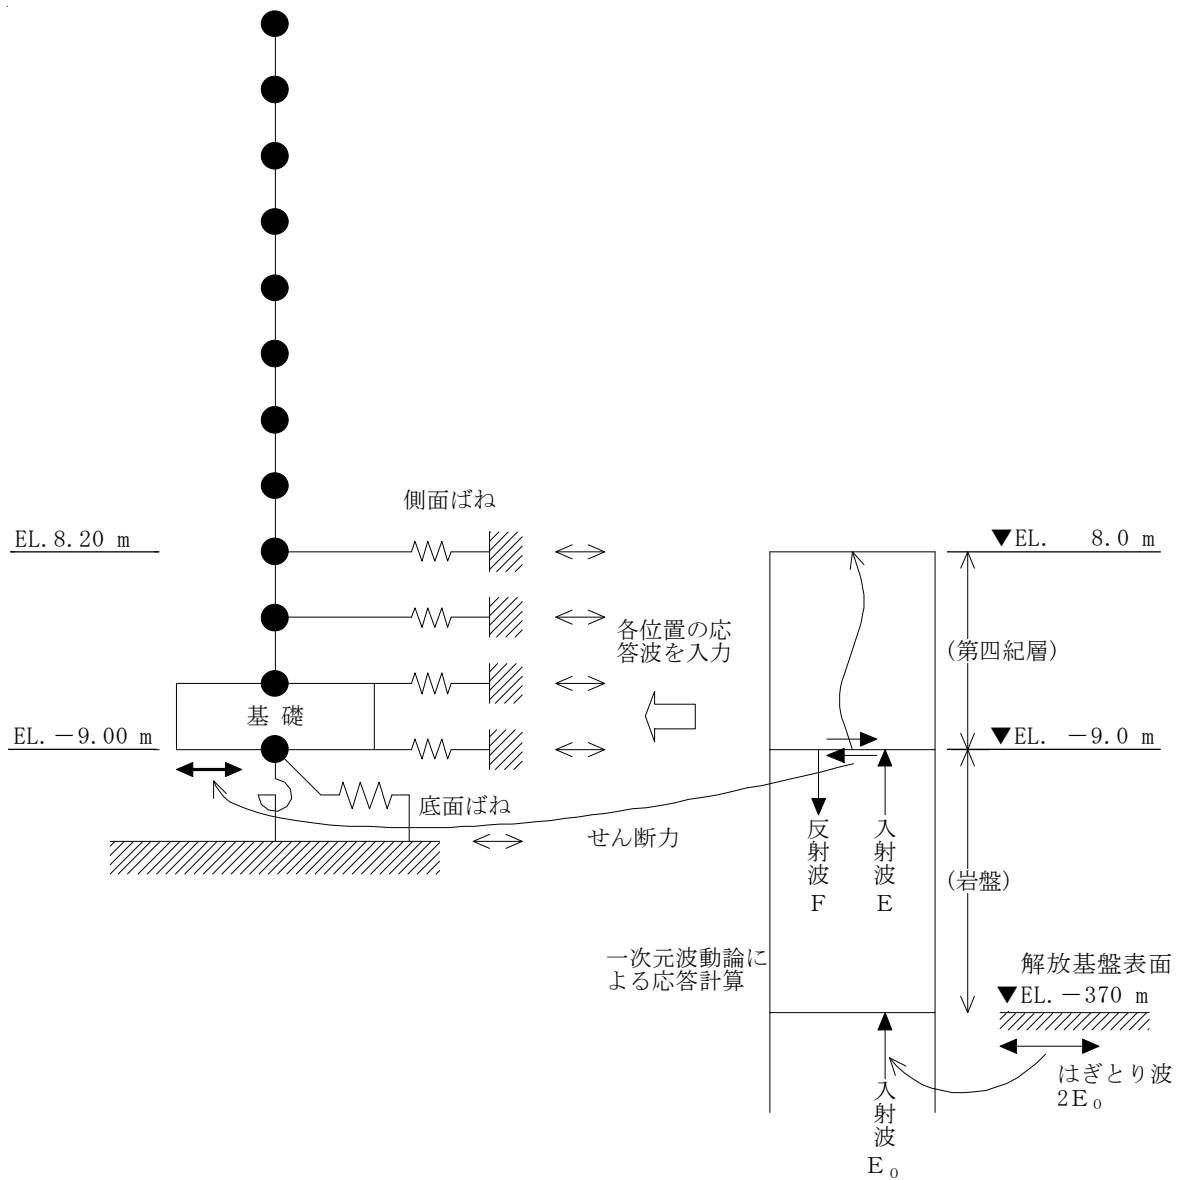 側面ばね
EL.8.20 m
▼EL. 8.0 m
各位置の応
答波を入力
(第四紀層)
基 礎
EL.－9.00 m
▼EL. －9.0 m
底面ばね
せん断力
反射波F
入射波E
(岩盤)
一次元波動論に
よる応答計算
解放基盤表面
▼EL.－370 m
はぎとり波
2E₀
入射波E₀